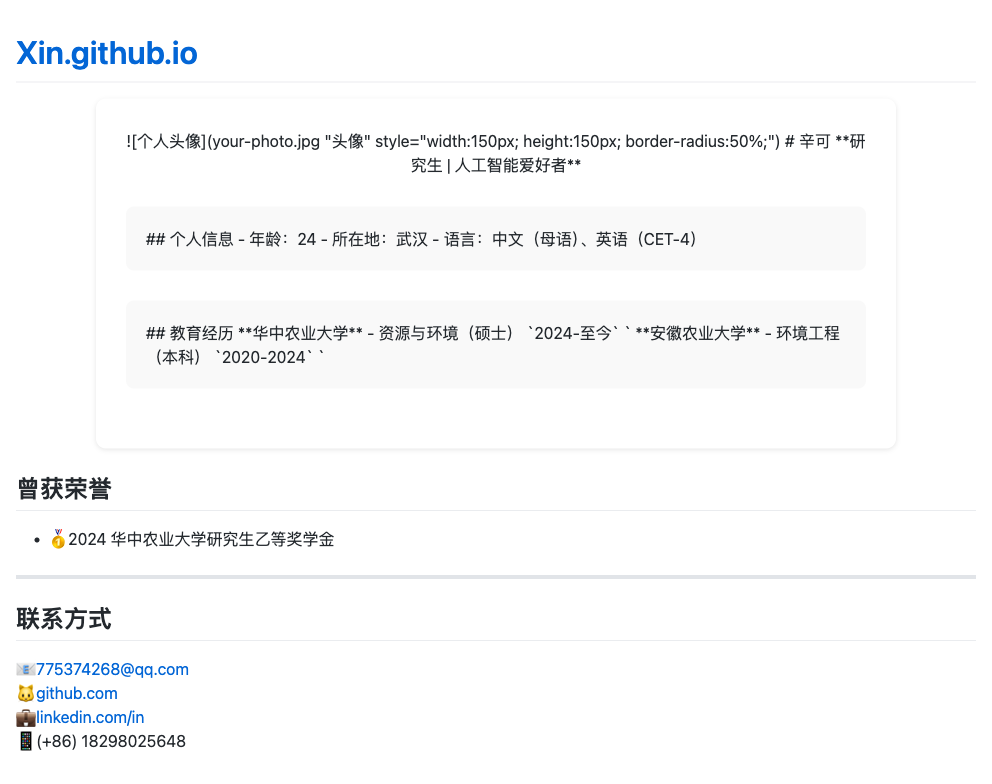 Xin.github.io
![个人头像](your-photo.jpg "头像" style="width:150px; height:150px; border-radius:50%;") # 辛可 **研
究生 | 人工智能爱好者**
## 个人信息 - 年龄：24 - 所在地：武汉 - 语言：中文（母语）、英语（CET-4）
## 教育经历 **华中农业大学** - 资源与环境（硕士） `2024-至今` ` **安徽农业大学** - 环境工程
（本科） `2020-2024` `
曾获荣誉
• 🥇2024 华中农业大学研究生乙等奖学金
联系方式
📧775374268@qq.com
🐱github.com
💼linkedin.com/in
📱(+86) 18298025648